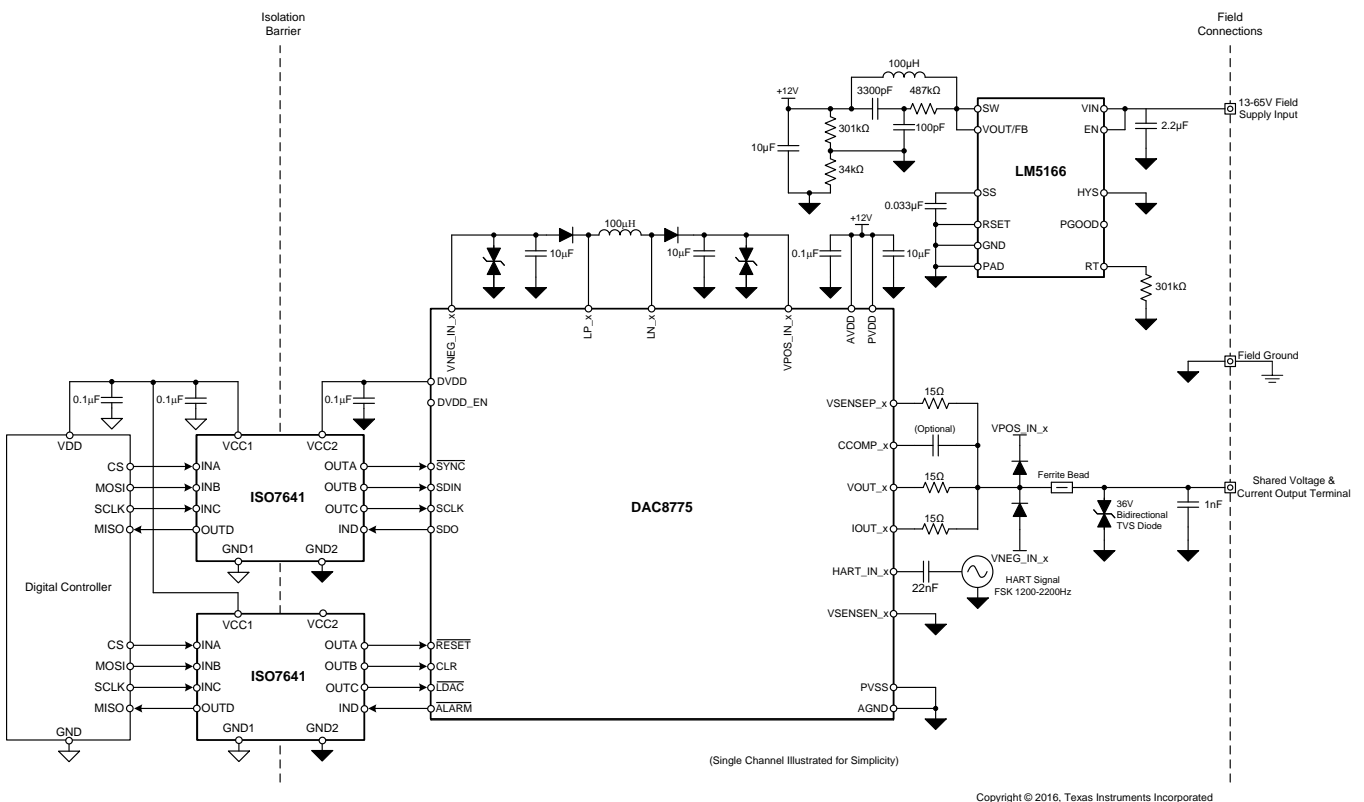 Isolation
Barrier
Field
Connections
100µH
+12V
3300pF
487kΩ
301kΩ
100pF
10µF
34kΩ
SW
VOUT/FB
LM5166
VIN
EN
2.2µF
13-65V Field
Supply Input
SS
0.033µF
RSET
GND
PAD
HYS
PGOOD
RT
301kΩ
100µH
10µF
10µF
+12V
0.1µF
10µF
VNEG_IN_x
LP_x
LN_x
VPOS_IN_x
AVDD
PVDD
Field Ground
0.1µF
0.1µF
0.1µF
DVDD
DVDD_EN
VDD
VCC1
VCC2
CS
MOSI
SCLK
MISO
INA
INB
INC
OUTD
ISO7641
OUTA
OUTB
OUTC
IND
SYNC
SDIN
SCLK
SDO
GND1
GND2
Digital Controller
DAC8775
VSENSEP_x
15Ω
CCOMP_x
(Optional)
VOUT_x
15Ω
IOUT_x
15Ω
HART_IN_x
22nF
HART Signal
FSK 1200-2200Hz
VSENSEN_x
PVSS
AGND
VPOS_IN_x
VNEG_IN_x
Ferrite Bead
36V
Bidirectional
TVS Diode
1nF
Shared Voltage &
Current Output Terminal
VCC1
VCC2
CS
MOSI
SCLK
MISO
INA
INB
INC
OUTD
ISO7641
OUTA
OUTB
OUTC
IND
RESET
CLR
LDAC
ALARM
GND
GND1
GND2
(Single Channel Illustrated for Simplicity)
Copyright © 2016, Texas Instruments Incorporated